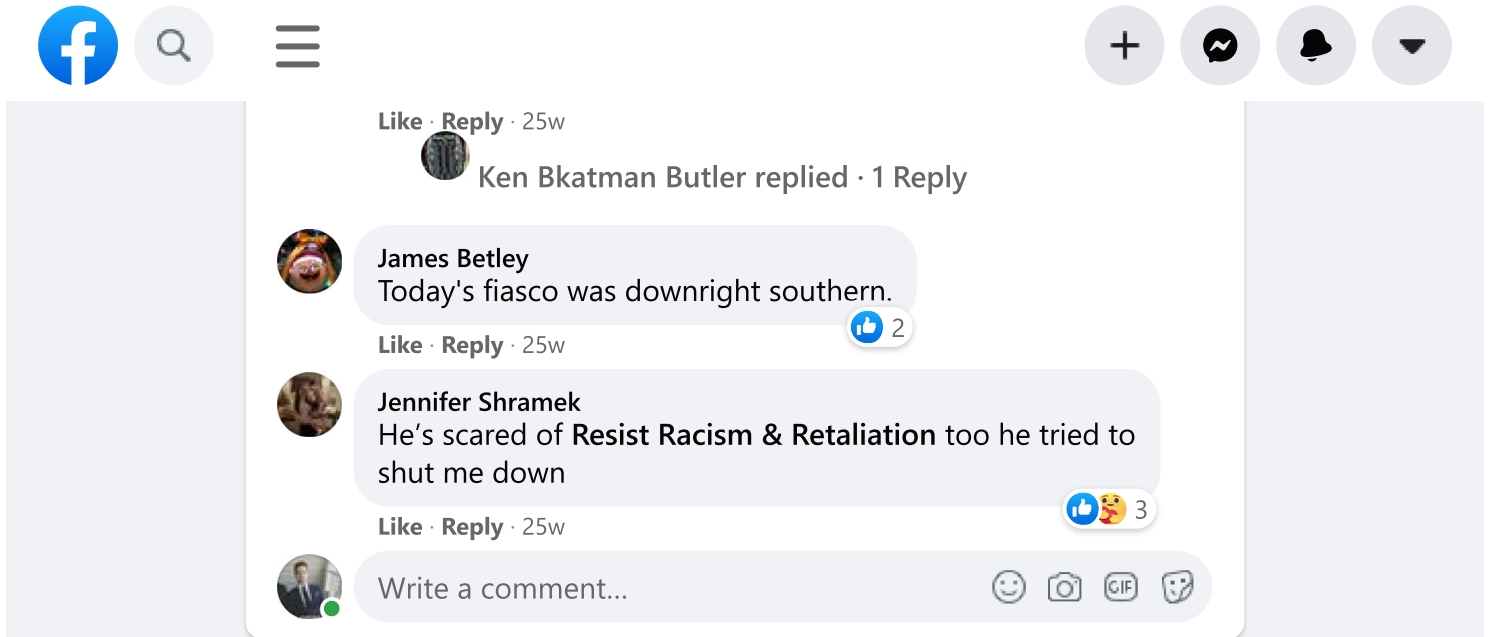 Like · Reply · 25w
Ken Bkatman Butler replied · 1 Reply
James Betley
Today's fiasco was downright southern.
2
Like · Reply · 25w
Jennifer Shramek
He’s scared of Resist Racism & Retaliation too he tried to
shut me down
3
Like · Reply · 25w
Write a comment...
GIF